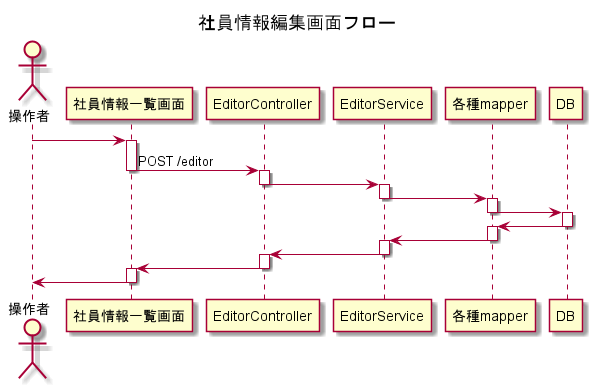 社員情報編集画面フロー
操作者
社員情報一覧画面
EditorController
EditorService
各種mapper
DB
POST /editor
操作者
社員情報一覧画面
EditorController
EditorService
各種mapper
DB